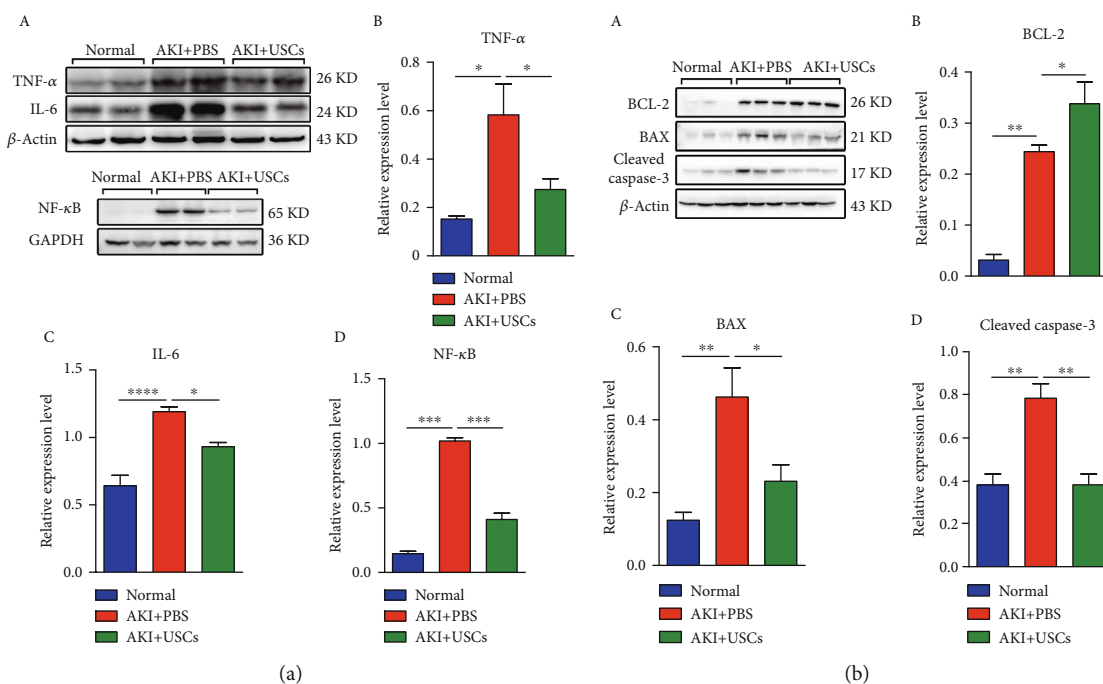 A
Normal AKI+PBS AKI+USCs
TNF-α 26 KD
IL-6 24 KD
β-Actin 43 KD
Normal AKI+PBS AKI+USCs
NF-κB 65 KD
GAPDH 36 KD
B
TNF-α
Relative expression level
0.8
0.6
0.4
0.2
0.0
* *
Normal
AKI+PBS
AKI+USCs
C
IL-6
Relative expression level
1.5
1.0
0.5
0.0
**** *
Normal
AKI+PBS
AKI+USCs
D
NF-κB
Relative expression level
1.5
1.0
0.5
0.0
*** ***
Normal
AKI+PBS
AKI+USCs
(a)
A
Normal AKI+PBS AKI+USCs
BCL-2 26 KD
BAX 21 KD
Cleaved
caspase-3 17 KD
β-Actin 43 KD
B
BCL-2
Relative expression level
0.4
0.3
0.2
0.1
0.0
*
**
C
BAX
Relative expression level
0.6
0.4
0.2
0.0
** *
Normal
AKI+PBS
AKI+USCs
D
Cleaved caspase-3
Relative expression level
1.0
0.8
0.6
0.4
0.2
0.0
** **
Normal
AKI+PBS
AKI+USCs
(b)